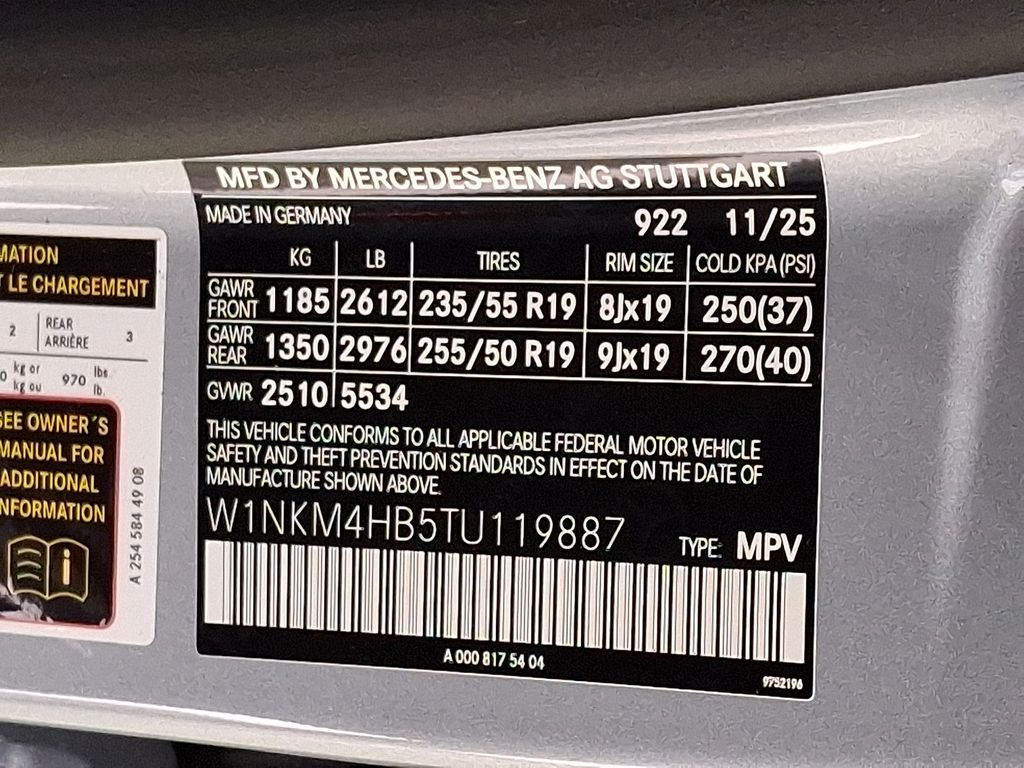 MFD BY MERCEDES-BENZ AG STUTTGART
MADE IN GERMANY 922 11/25
KG LB TIRES RIM SIZE COLD KPA (PSI)
GAWR FRONT 1185 2612 235/55 R19 8Jx19 250(37)
GAWR REAR 1350 2976 255/50 R19 9Jx19 270(40)
GVWR 2510 5534
THIS VEHICLE CONFORMS TO ALL APPLICABLE FEDERAL MOTOR VEHICLE
SAFETY AND THEFT PREVENTION STANDARDS IN EFFECT ON THE DATE OF
MANUFACTURE SHOWN ABOVE.
W1NKM4HB5TU119887 TYPE: MPV
A 000 817 54 04
9752196
MATION
T LE CHARGEMENT
2 REAR 3
ARRIÈRE
0 kg or 970 lbs.
kg ou lb.
SEE OWNER´S
MANUAL FOR
ADDITIONAL
INFORMATION
i
A 254 584 49 08